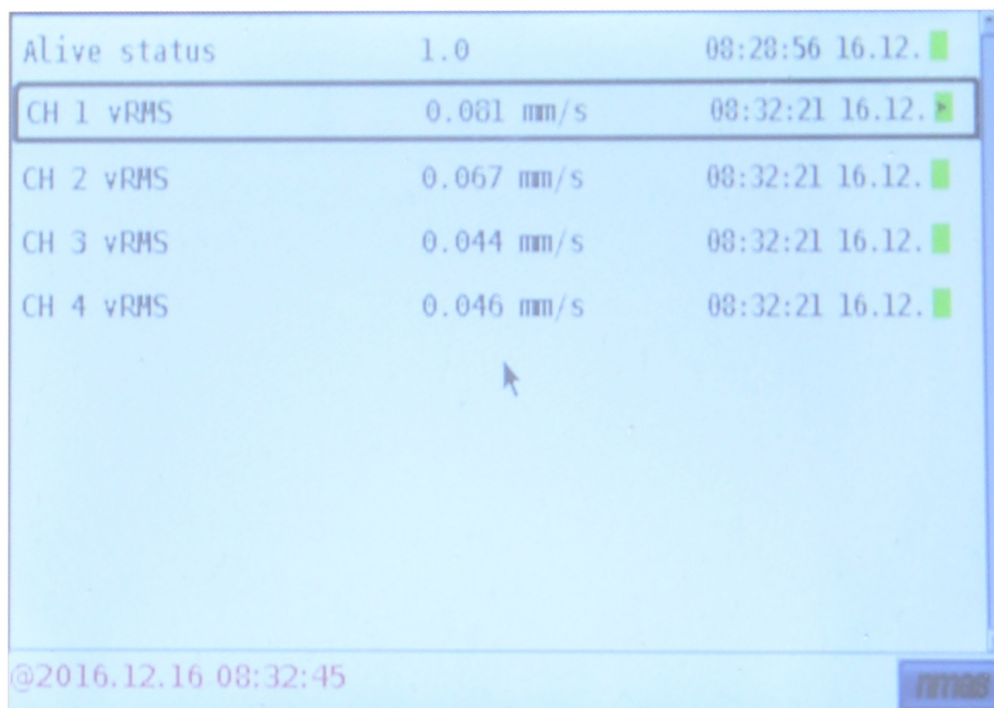 Alive status 1.0 08:28:56 16.12.
CH 1 vRMS 0.081 mm/s 08:32:21 16.12.
CH 2 vRMS 0.067 mm/s 08:32:21 16.12.
CH 3 vRMS 0.044 mm/s 08:32:21 16.12.
CH 4 vRMS 0.046 mm/s 08:32:21 16.12.
@2016.12.16 08:32:45